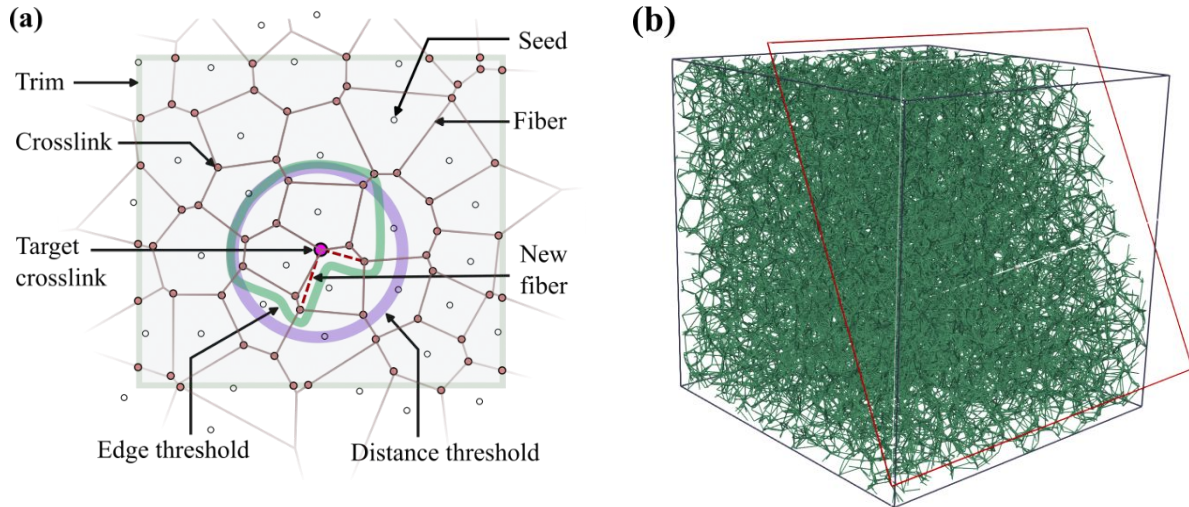 (a)
(b)
Seed
Trim
Fiber
Crosslink
Target
crosslink
New
fiber
Edge threshold
Distance threshold